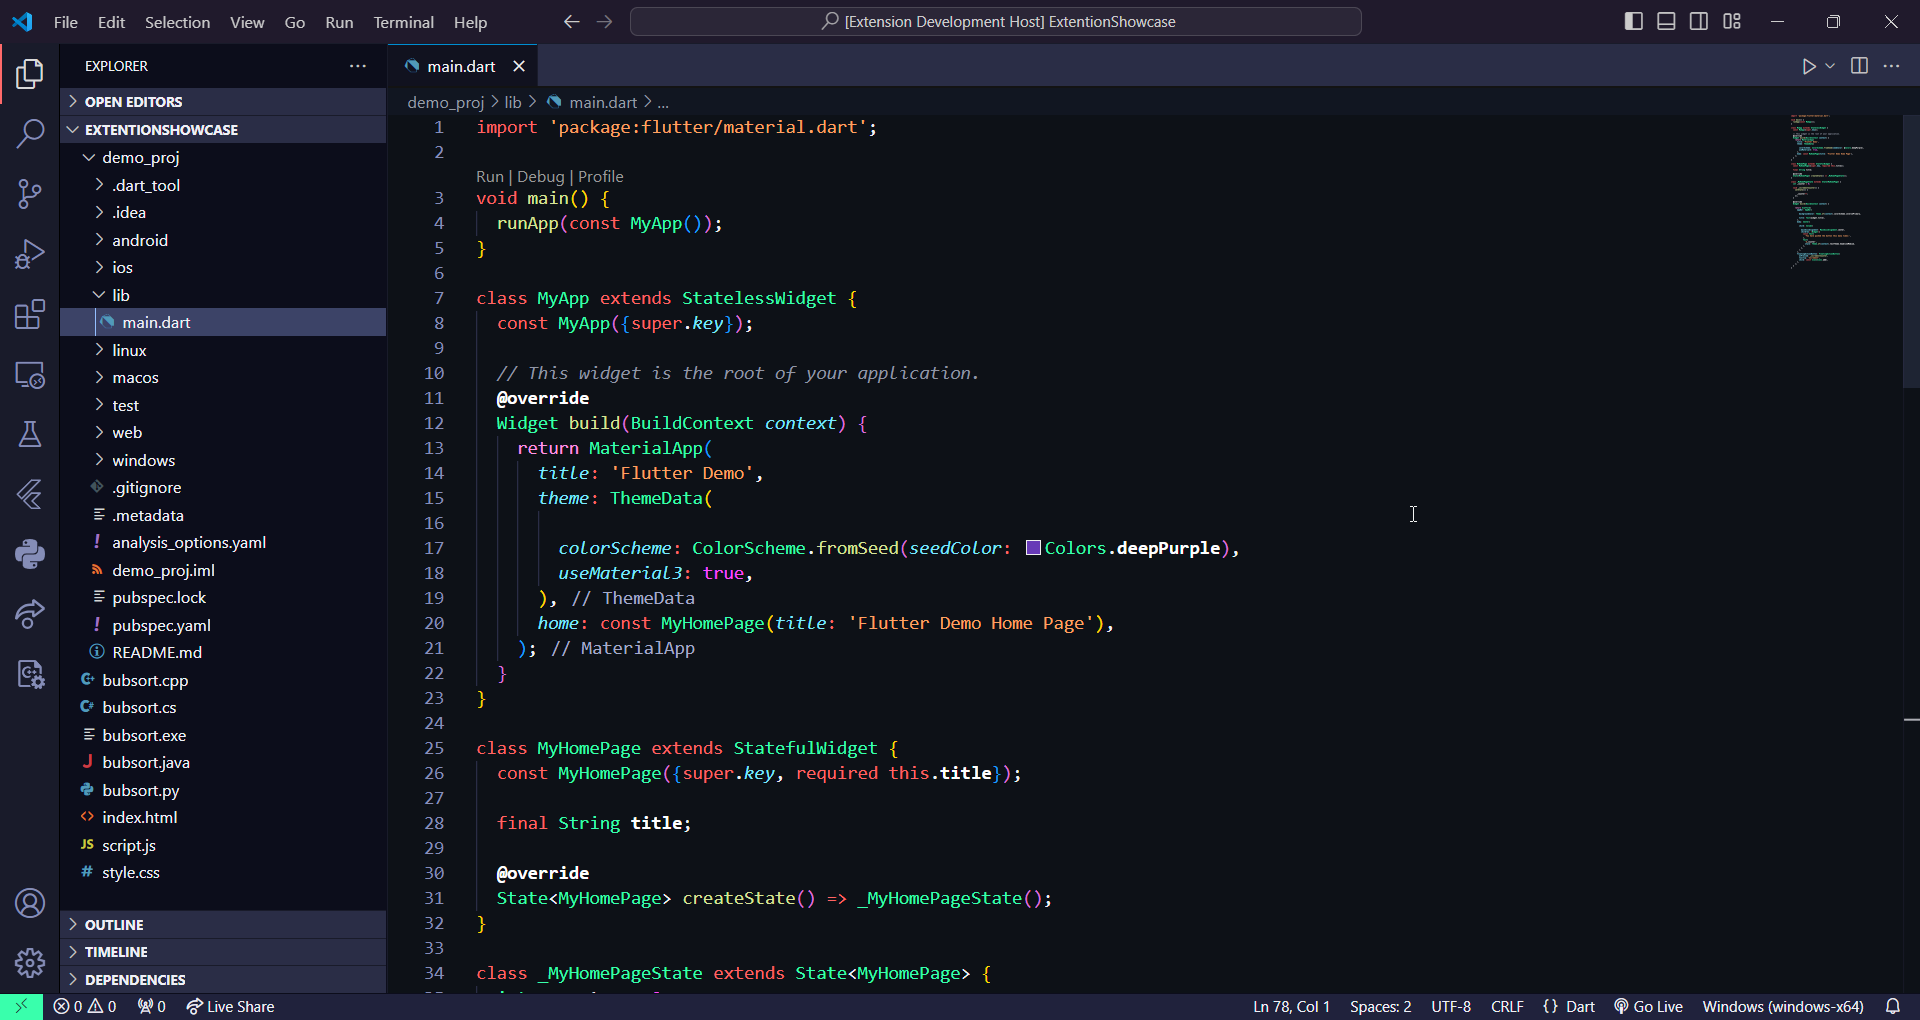 File Edit Selection View Go Run Terminal Help
[Extension Development Host] ExtentionShowcase
EXPLORER
OPEN EDITORS
EXTENTIONSHOWCASE
demo_proj
.dart_tool
.idea
android
ios
lib
main.dart
linux
macos
test
web
windows
.gitignore
.metadata
! analysis_options.yaml
demo_proj.iml
pubspec.lock
! pubspec.yaml
README.md
bubsort.cpp
bubsort.cs
bubsort.exe
J bubsort.java
bubsort.py
<> index.html
JS script.js
# style.css
OUTLINE
TIMELINE
DEPENDENCIES
main.dart
demo_proj > lib > main.dart > ...
1 import 'package:flutter/material.dart';
2
Run | Debug | Profile
3 void main() {
4 runApp(const MyApp());
5 }
6
7 class MyApp extends StatelessWidget {
8 const MyApp({super.key});
9
10 // This widget is the root of your application.
11 @override
12 Widget build(BuildContext context) {
13 return MaterialApp(
14 title: 'Flutter Demo',
15 theme: ThemeData(
16
17 colorScheme: ColorScheme.fromSeed(seedColor: Colors.deepPurple),
18 useMaterial3: true,
19 ), // ThemeData
20 home: const MyHomePage(title: 'Flutter Demo Home Page'),
21 ); // MaterialApp
22 }
23 }
24
25 class MyHomePage extends StatefulWidget {
26 const MyHomePage({super.key, required this.title});
27
28 final String title;
29
30 @override
31 State<MyHomePage> createState() => _MyHomePageState();
32 }
33
34 class _MyHomePageState extends State<MyHomePage> {
0 0 0 Live Share
Ln 78, Col 1 Spaces: 2 UTF-8 CRLF {} Dart Go Live Windows (windows-x64)